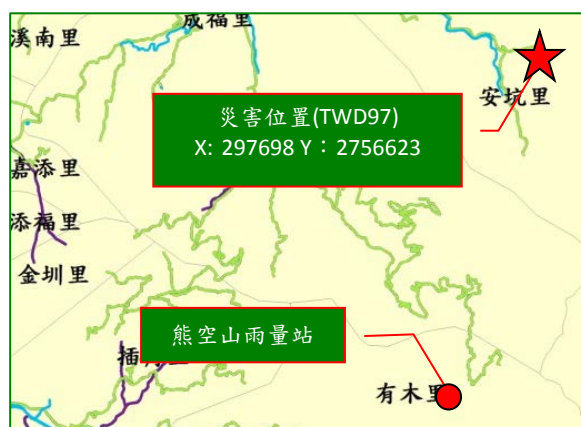 成福里
溪南里
安坑里
災害位置(TWD97)
X: 297698 Y：2756623
嘉添里
添福里
金圳里
熊空山雨量站
插
有木里